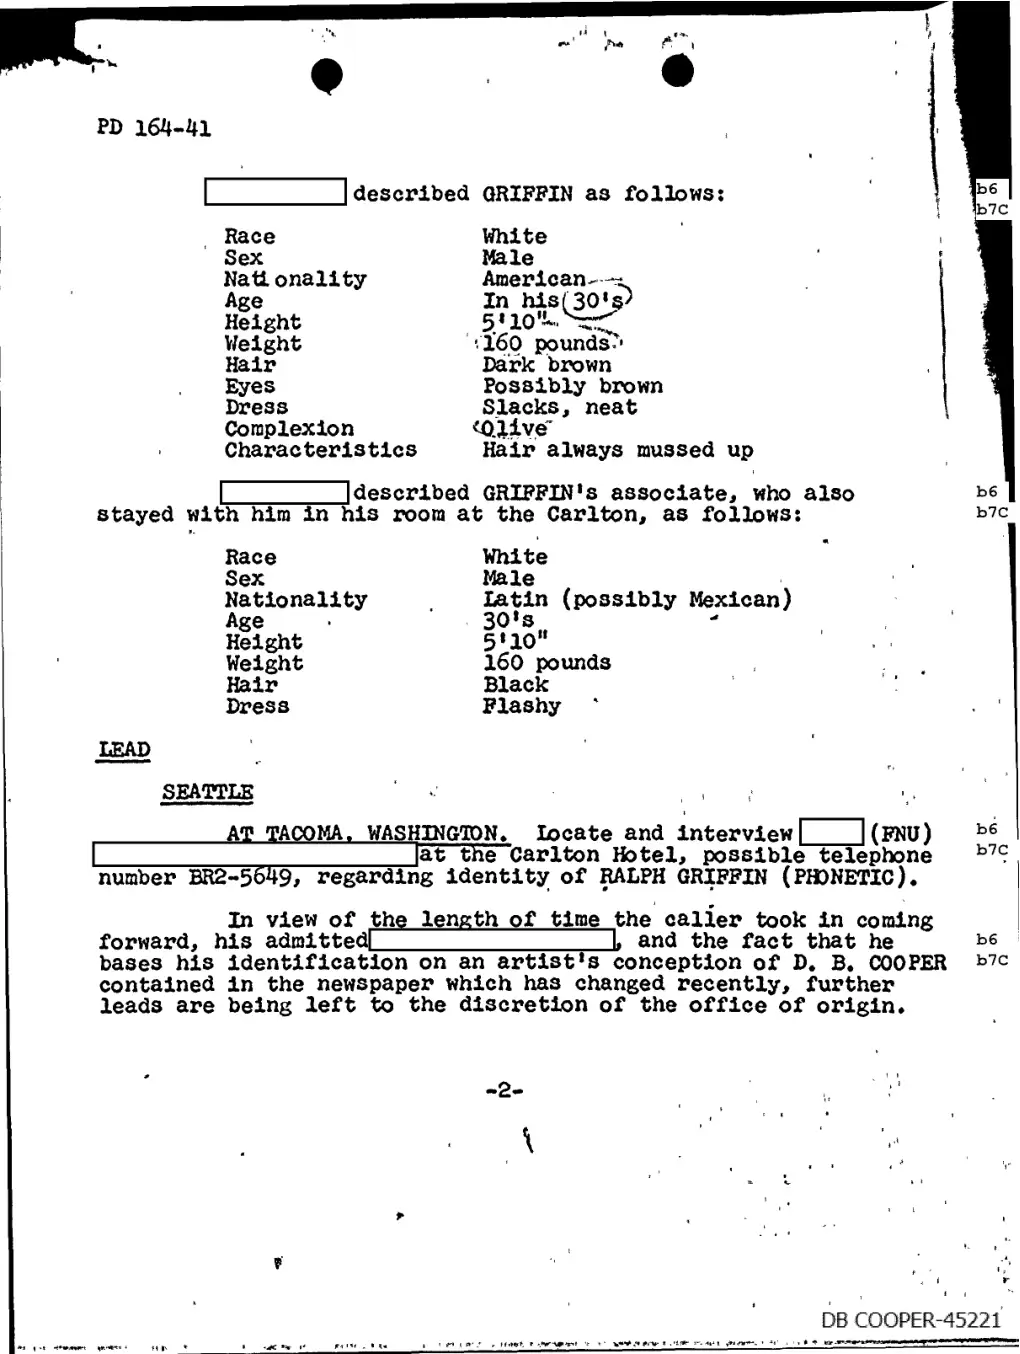 PD 164-41
described GRIFFIN as follows: b6
b7C
Race White
Sex Male
Nationality American
Age In his 30's
Height 5'10"
Weight 160 pounds
Hair Dark brown
Eyes Possibly brown
Dress Slacks, neat
Complexion Olive
Characteristics Hair always mussed up
described GRIFFIN's associate, who also b6
stayed with him in his room at the Carlton, as follows: b7C
Race White
Sex Male
Nationality Latin (possibly Mexican)
Age 30's
Height 5'10"
Weight 160 pounds
Hair Black
Dress Flashy
LEAD
SEATTLE
AT TACOMA, WASHINGTON. Locate and interview (FNU) b6
at the Carlton Hotel, possible telephone b7C
number BR2-5649, regarding identity of RALPH GRIFFIN (PHONETIC).
In view of the length of time the caller took in coming
forward, his admitted , and the fact that he b6
bases his identification on an artist's conception of D. B. COOPER b7C
contained in the newspaper which has changed recently, further
leads are being left to the discretion of the office of origin.
-2-
DB COOPER-45221